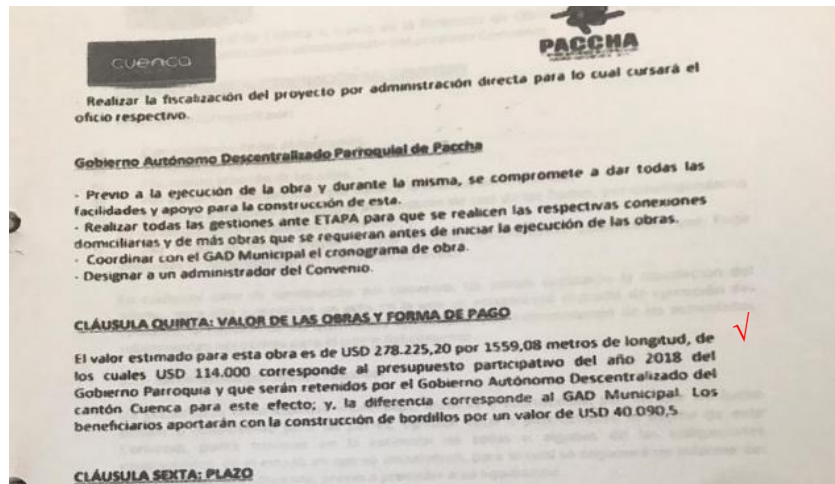 cuenca
PACCHA
- Realizar la fiscalización del proyecto por administración directa para lo cual cursará el
oficio respectivo.
Gobierno Autónomo Descentralizado Parroquial de Paccha
- Previo a la ejecución de la obra y durante la misma, se compromete a dar todas las
facilidades y apoyo para la construcción de esta.
- Realizar todas las gestiones ante ETAPA para que se realicen las respectivas conexiones
domiciliarias y de más obras que se requieran antes de iniciar la ejecución de las obras.
- Coordinar con el GAD Municipal el cronograma de obra.
- Designar a un administrador del Convenio.
CLÁUSULA QUINTA: VALOR DE LAS OBRAS Y FORMA DE PAGO
El valor estimado para esta obra es de USD 278.225,20 por 1559,08 metros de longitud, de
los cuales USD 114.000 corresponde al presupuesto participativo del año 2018 del
Gobierno Parroquia y que serán retenidos por el Gobierno Autónomo Descentralizado del
cantón Cuenca para este efecto; y, la diferencia corresponde al GAD Municipal. Los
beneficiarios aportarán con la construcción de bordillos por un valor de USD 40.090,5
CLÁUSULA SEXTA: PLAZO